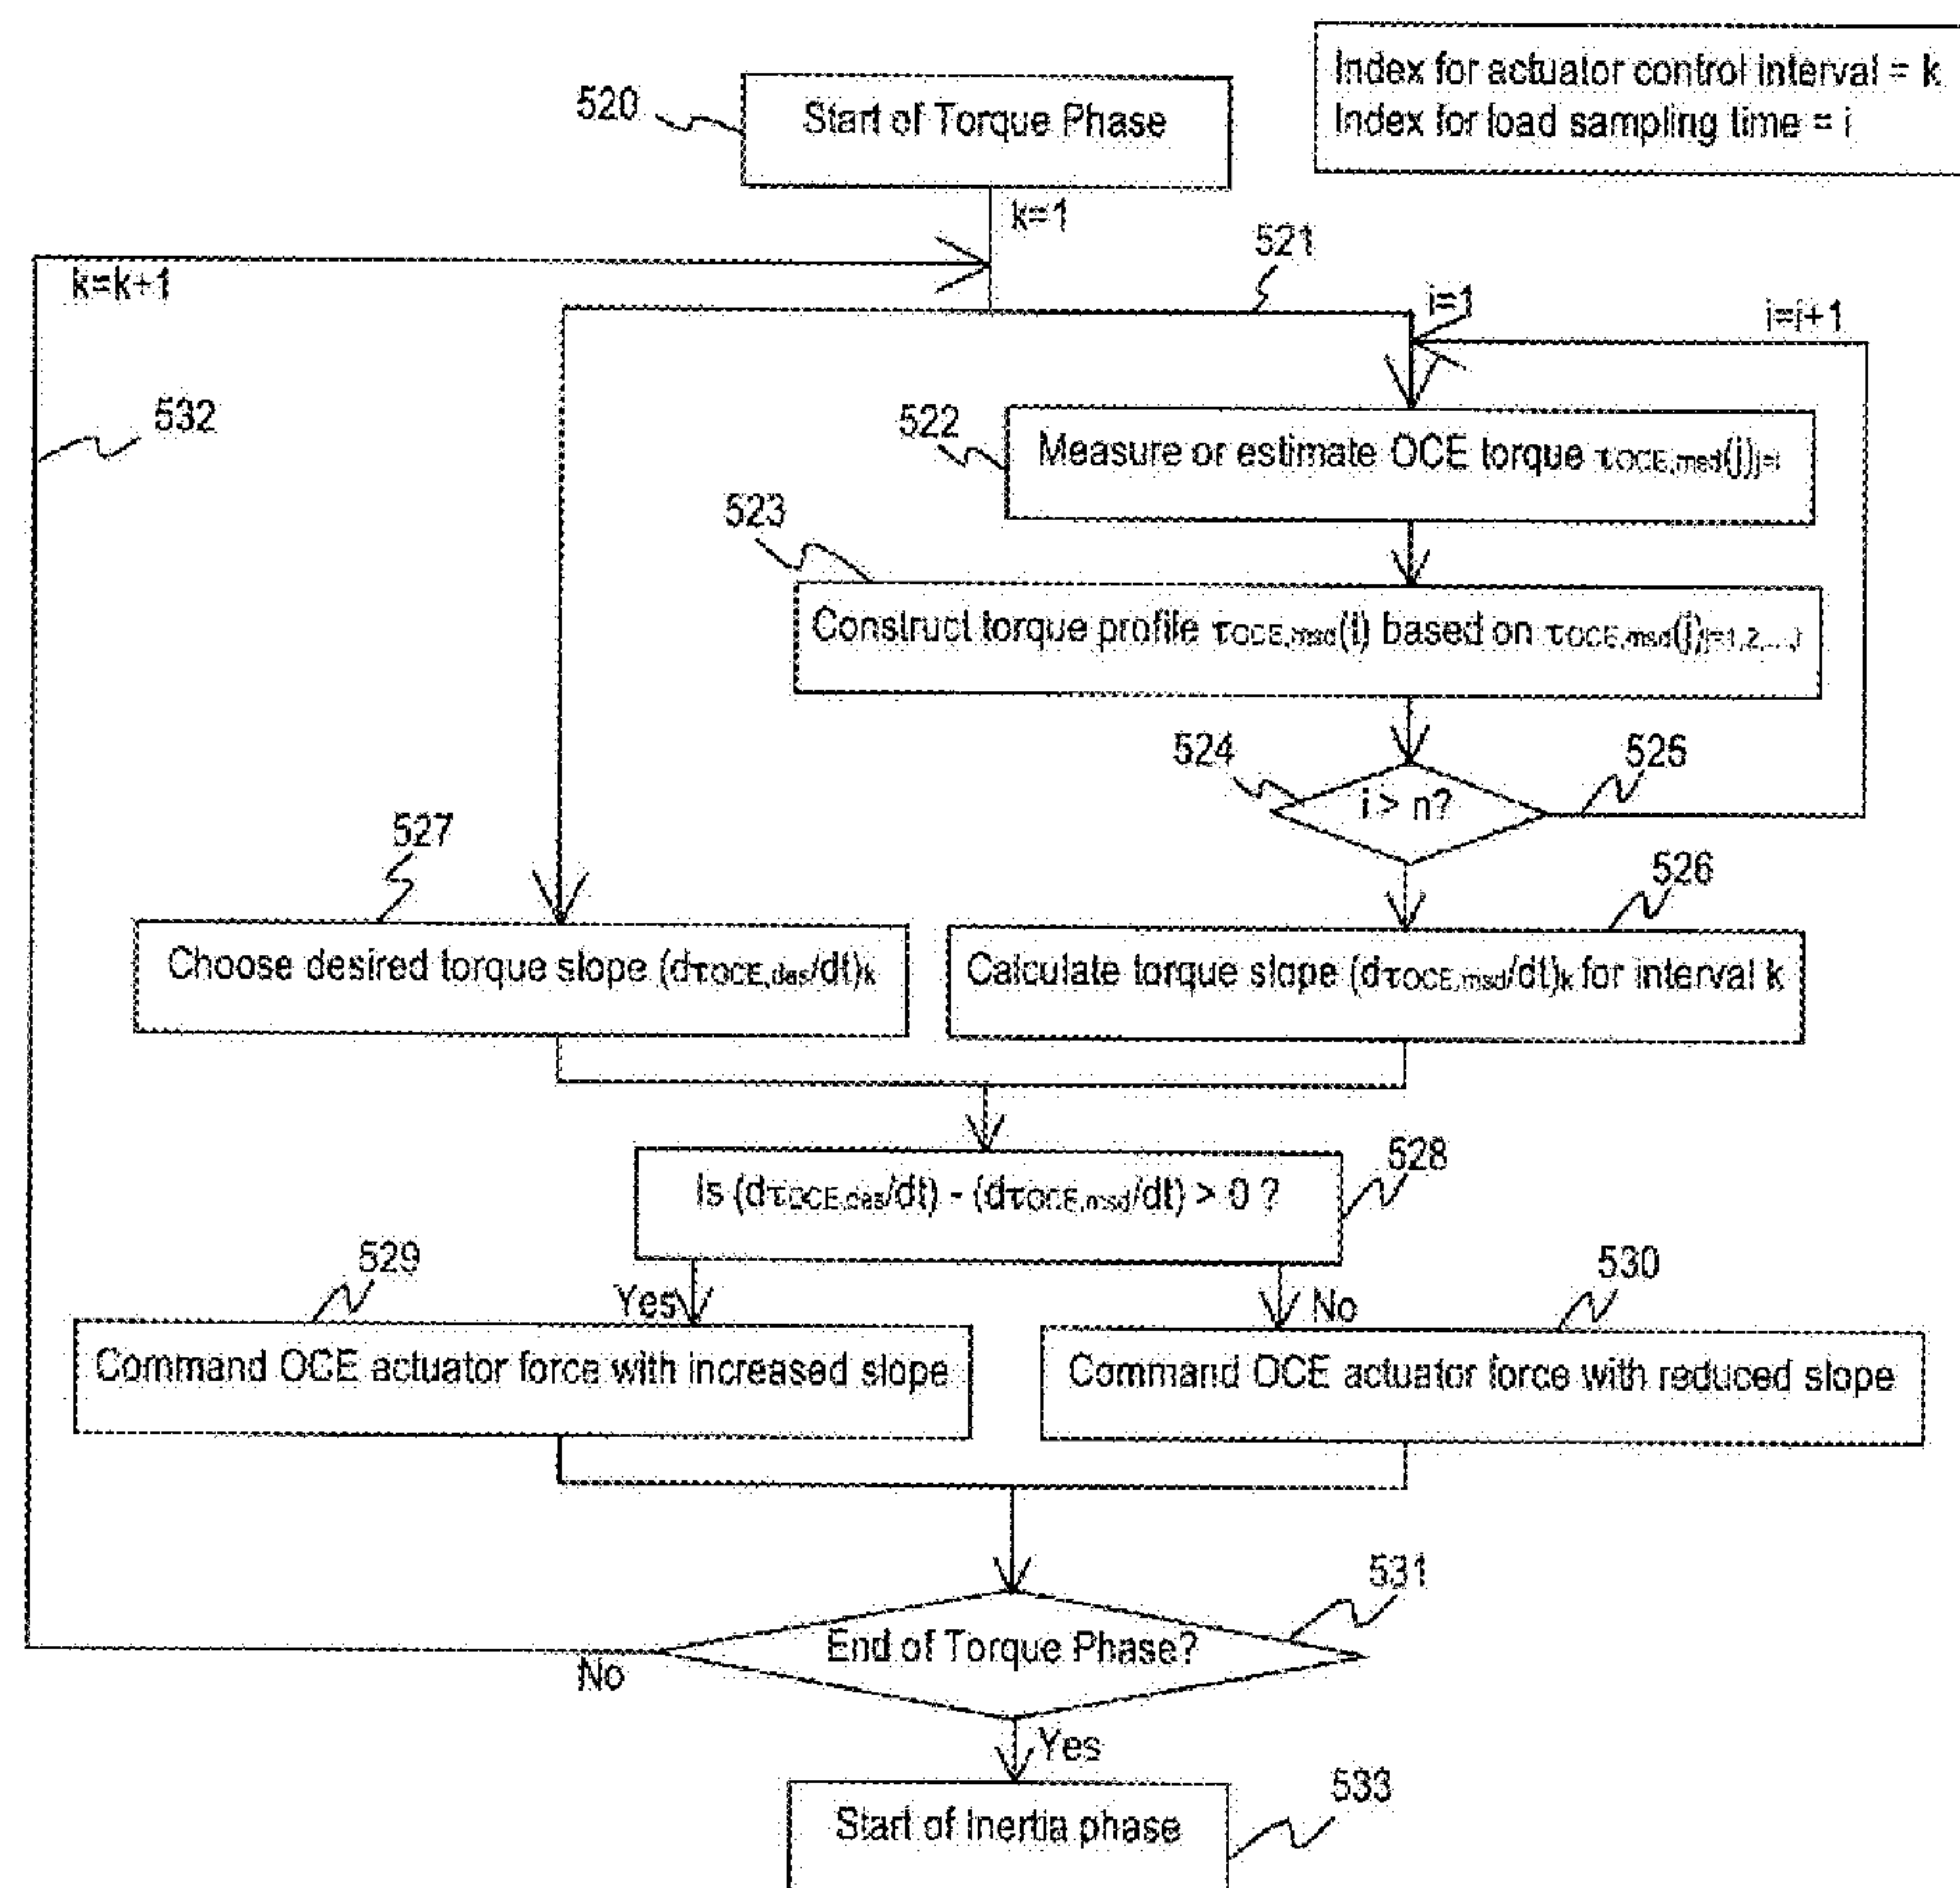 Index for actuator control interval = k
Index for load sampling time = i
520
Start of Torque Phase
k=1
k=k+1
521
i=1
i=i+1
532
522
Measure or estimate OCE torque τOCE,msd(j)j=i
523
Construct torque profile τOCE,msd(i) based on τOCE,msd(j)j=1,2,...,i
524
i > n?
525
527
526
Choose desired torque slope (dτOCE,des/dt)k
Calculate torque slope (dτOCE,msd/dt)k for interval k
Is (dτOCE,des/dt) - (dτOCE,msd/dt) > 0 ?
528
529
Yes
No
530
Command OCE actuator force with increased slope
Command OCE actuator force with reduced slope
531
End of Torque Phase?
No
Yes
Start of Inertia phase
533